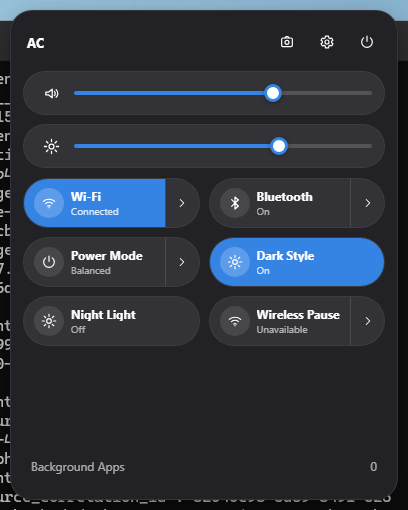 AC
Wi-Fi
Connected
Bluetooth
On
Power Mode
Balanced
Dark Style
On
Night Light
Off
Wireless Pause
Unavailable
Background Apps
0